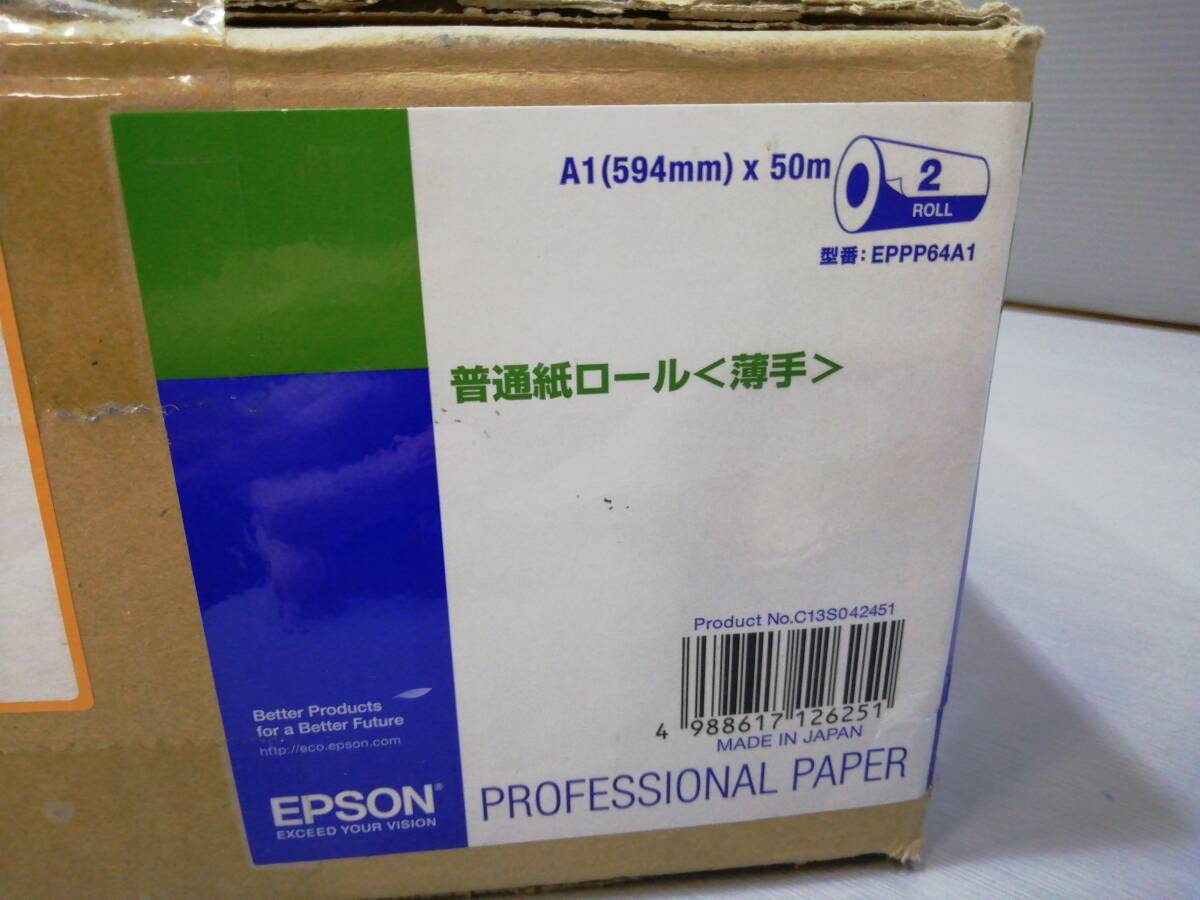 A1(594mm) x 50m
2
ROLL
型番: EPPP64A1
普通紙ロール<薄手>
Product No.C13S042451
4 988617 126251
MADE IN JAPAN
Better Products
for a Better Future
http://eco.epson.com
EPSON®
EXCEED YOUR VISION
PROFESSIONAL PAPER